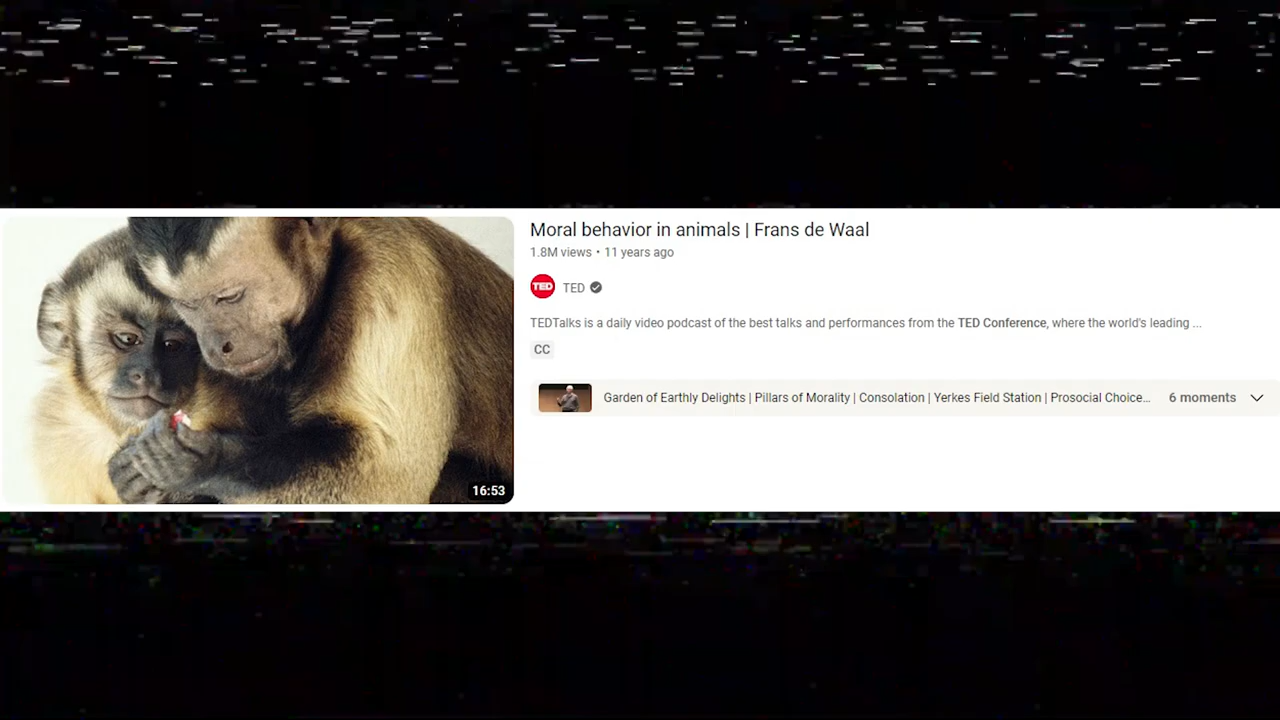 Moral behavior in animals | Frans de Waal
1.8M views • 11 years ago
TED TED
TEDTalks is a daily video podcast of the best talks and performances from the TED Conference, where the world's leading ...
CC
Garden of Earthly Delights | Pillars of Morality | Consolation | Yerkes Field Station | Prosocial Choice... 6 moments
16:53